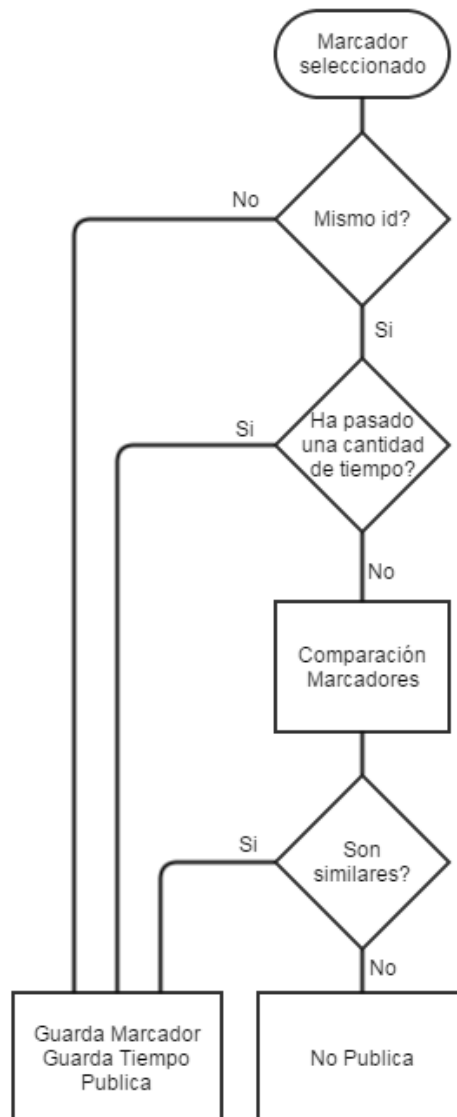 Marcador
seleccionado
No
Mismo id?
Si
Ha pasado
una cantidad
de tiempo?
Si
No
Comparación
Marcadores
Si
Son
similares?
No
Guarda Marcador
Guarda Tiempo
Publica
No Publica